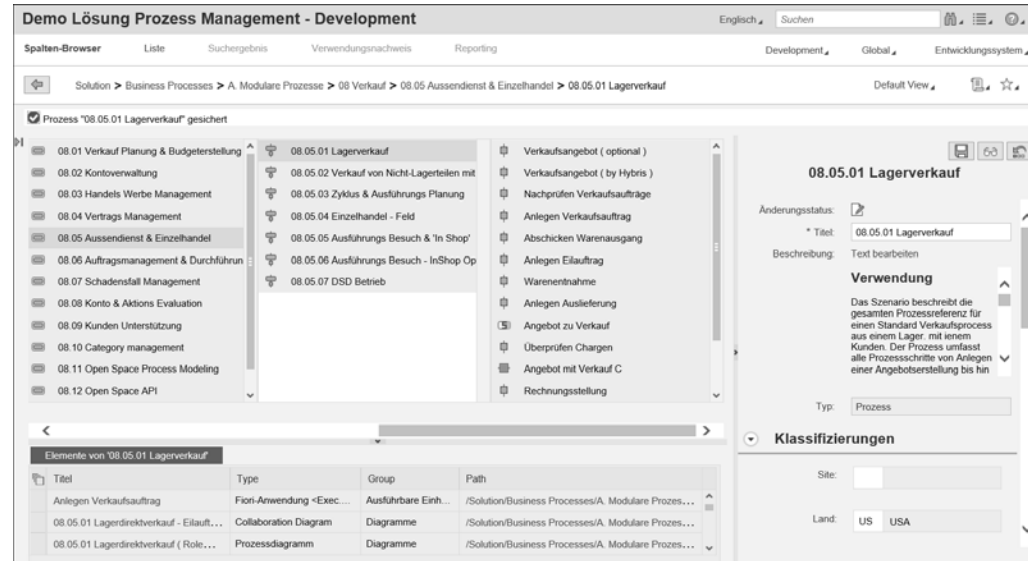 Demo Lösung Prozess Management - Development
Englisch
Suchen
Spalten-Browser Liste Suchergebnis Verwendungsnachweis Reporting
Development Global Entwicklungssystem
Solution > Business Processes > A. Modulare Prozesse > 08 Verkauf > 08.05 Aussendienst & Einzelhandel > 08.05.01 Lagerverkauf
Default View
Prozess "08.05.01 Lagerverkauf" gesichert
08.01 Verkauf Planung & Budgeterstellung
08.02 Kontoverwaltung
08.03 Handels Werbe Management
08.04 Vertrags Management
08.05 Aussendienst & Einzelhandel
08.06 Auftragsmanagement & Durchführun
08.07 Schadensfall Management
08.08 Konto & Aktions Evaluation
08.09 Kunden Unterstützung
08.10 Category management
08.11 Open Space Process Modeling
08.12 Open Space API
08.05.01 Lagerverkauf
08.05.02 Verkauf von Nicht-Lagerteilen mit
08.05.03 Zyklus & Ausführungs Planung
08.05.04 Einzelhandel - Feld
08.05.05 Ausführungs Besuch & 'In Shop'
08.05.06 Ausführungs Besuch - InShop Op
08.05.07 DSD Betrieb
Verkaufsangebot ( optional )
Verkaufsangebot ( by Hybris )
Nachprüfen Verkaufsaufträge
Anlegen Verkaufsauftrag
Abschicken Warenausgang
Anlegen Eilauftrag
Warenentnahme
Anlegen Auslieferung
Angebot zu Verkauf
Überprüfen Chargen
Angebot mit Verkauf C
Rechnungsstellung
08.05.01 Lagerverkauf
Änderungsstatus:
* Titel: 08.05.01 Lagerverkauf
Beschreibung: Text bearbeiten
Verwendung
Das Szenario beschreibt die
gesamten Prozessreferenz für
einen Standard Verkaufsprocess
aus einem Lager. mit ienem
Kunden. Der Prozess umfasst
alle Prozessschritte von Anlegen
einer Angebotserstellung bis hin
Typ: Prozess
Klassifizierungen
Site:
Land: US USA
Elemente von '08.05.01 Lagerverkauf'
Titel Type Group Path
Anlegen Verkaufsauftrag Fiori-Anwendung <Exec... Ausführbare Einh... /Solution/Business Processes/A. Modulare Prozes...
08.05.01 Lagerdirektverkauf - Eilauft... Collaboration Diagram Diagramme /Solution/Business Processes/A. Modulare Prozes...
08.05.01 Lagerdirektverkauf ( Role... Prozessdiagramm Diagramme /Solution/Business Processes/A. Modulare Prozes...